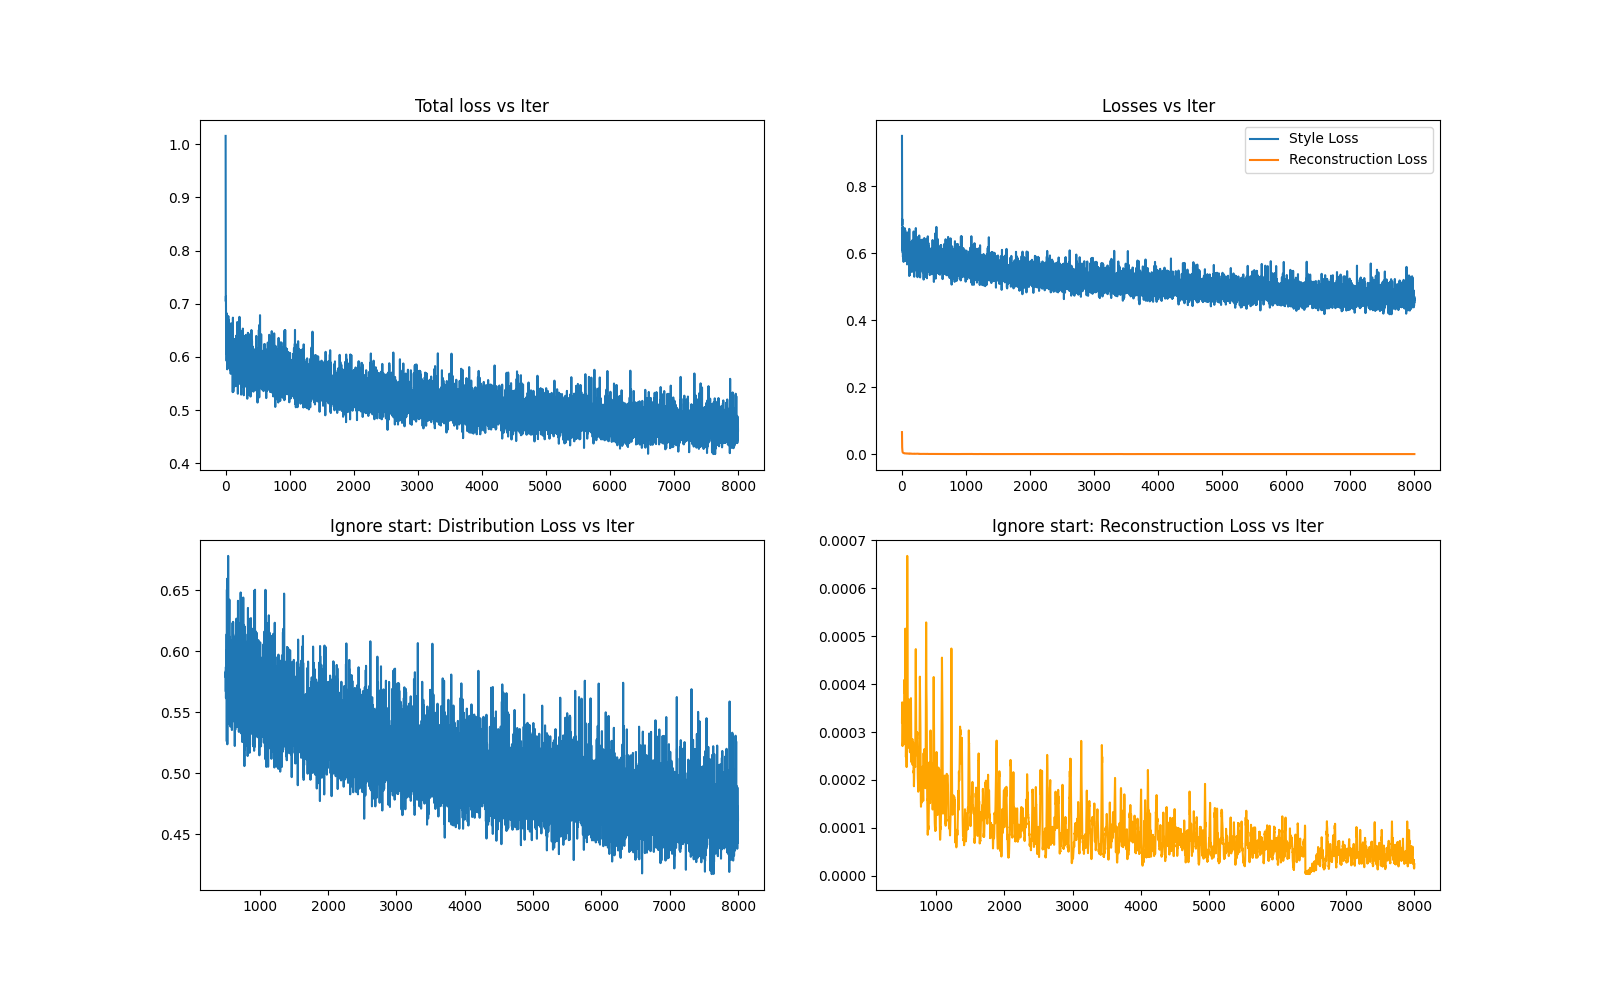 Total loss vs Iter
1.0
0.9
0.8
0.7
0.6
0.5
0.4
0 1000 2000 3000 4000 5000 6000 7000 8000
Losses vs Iter
Style Loss
Reconstruction Loss
0.8
0.6
0.4
0.2
0.0
0 1000 2000 3000 4000 5000 6000 7000 8000
Ignore start: Distribution Loss vs Iter
0.65
0.60
0.55
0.50
0.45
1000 2000 3000 4000 5000 6000 7000 8000
Ignore start: Reconstruction Loss vs Iter
0.0007
0.0006
0.0005
0.0004
0.0003
0.0002
0.0001
0.0000
1000 2000 3000 4000 5000 6000 7000 8000